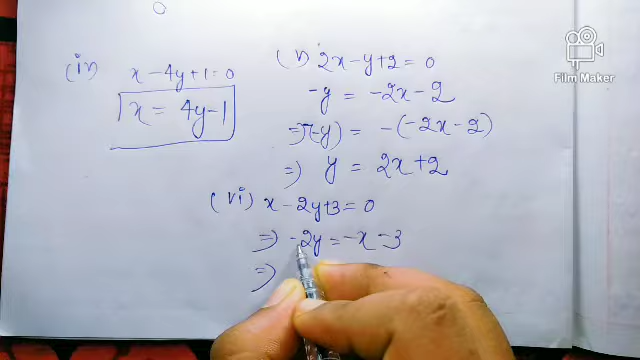 (iv) x - 4y + 1 = 0
x = 4y - 1
(v) 2x - y + 2 = 0
-y = -2x - 2
⇒ -(-y) = -(-2x - 2)
⇒ y = 2x + 2
(vi) x - 2y + 3 = 0
⇒ -2y = -x - 3
⇒
Film Maker